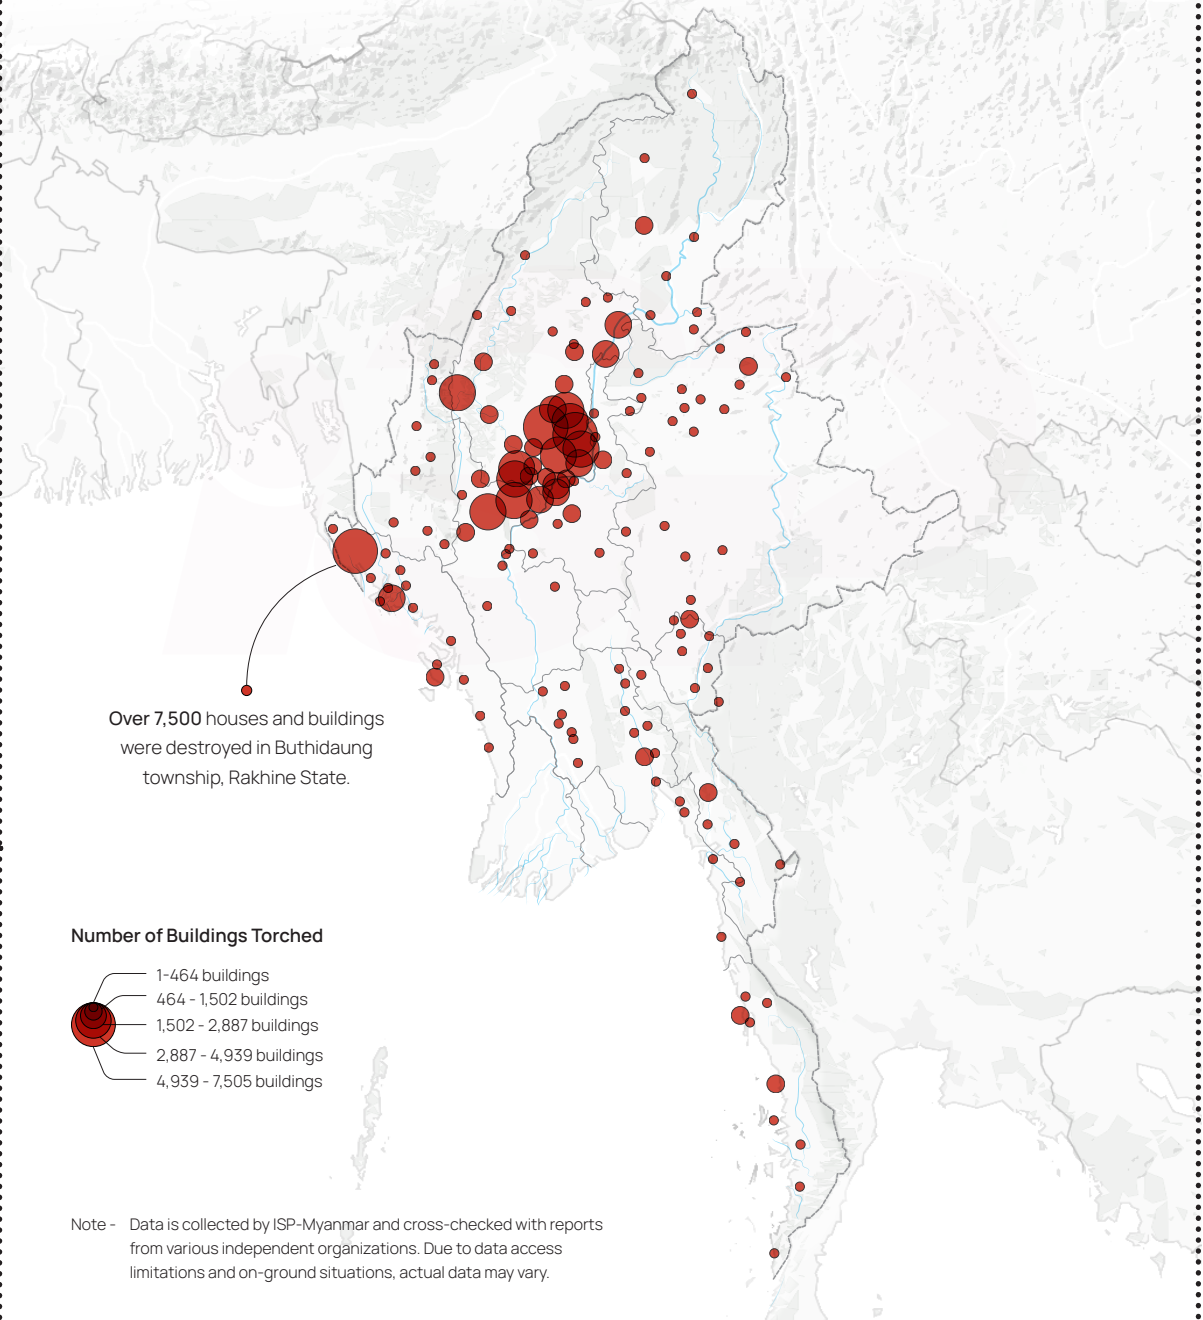 Over 7,500 houses and buildings
were destroyed in Buthidaung
township, Rakhine State.
Number of Buildings Torched
1-464 buildings
464 - 1,502 buildings
1,502 - 2,887 buildings
2,887 - 4,939 buildings
4,939 - 7,505 buildings
Note - Data is collected by ISP-Myanmar and cross-checked with reports
from various independent organizations. Due to data access
limitations and on-ground situations, actual data may vary.